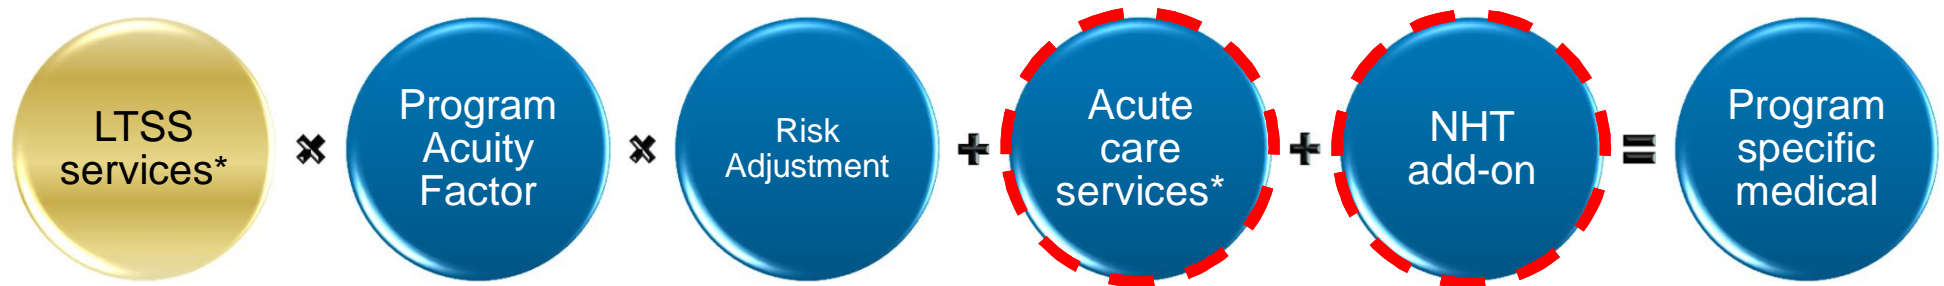 LTSS
services*
×
Program
Acuity
Factor
×
Risk
Adjustment
+
Acute
care
services*
+
NHT
add-on
=
Program
specific
medical